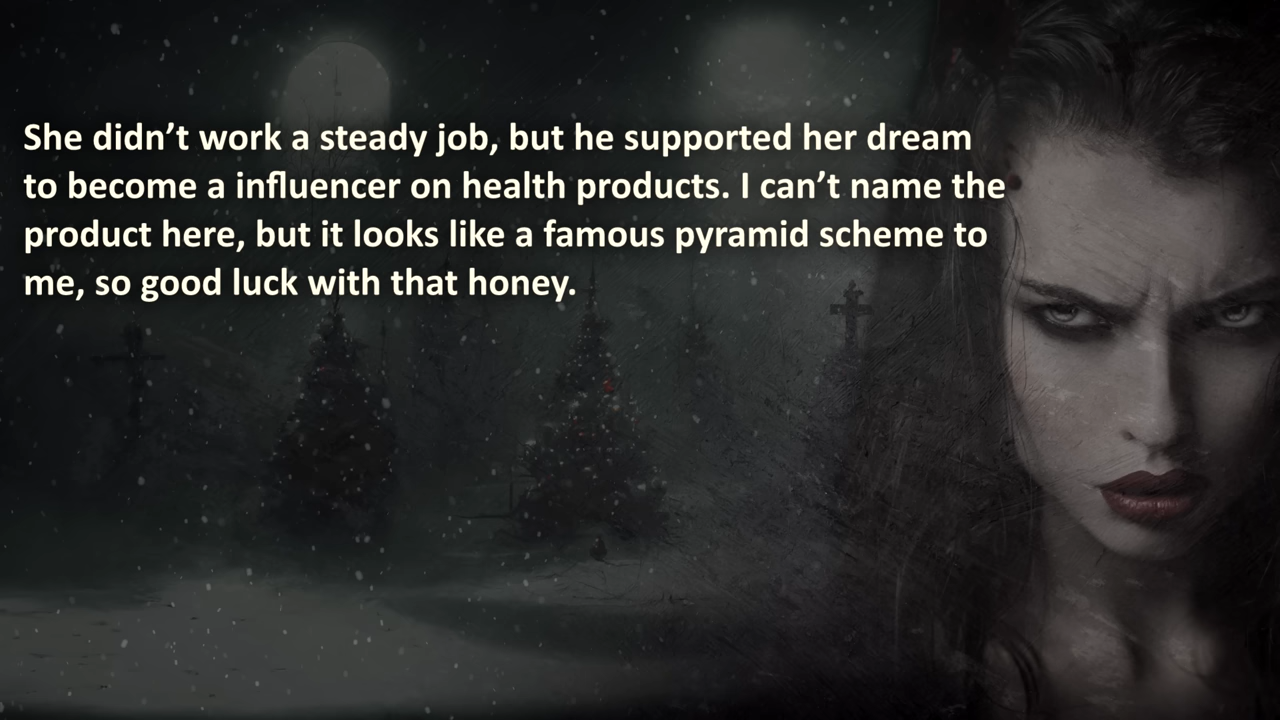 She didn’t work a steady job, but he supported her dream
to become a influencer on health products. I can’t name the
product here, but it looks like a famous pyramid scheme to
me, so good luck with that honey.